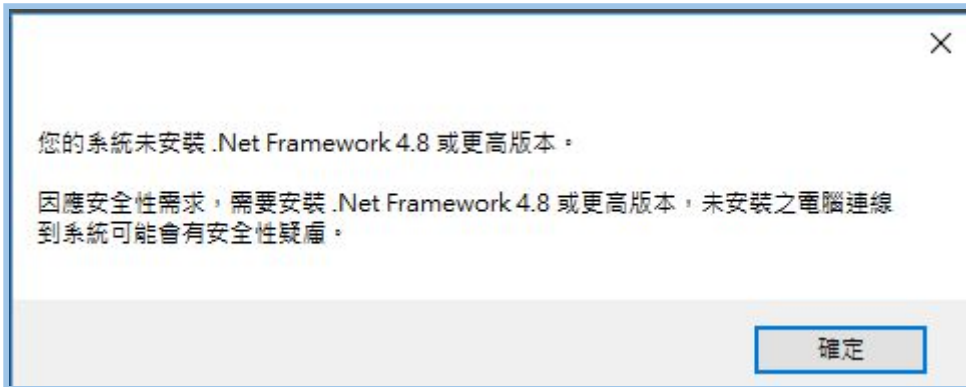 您的系統未安裝 .Net Framework 4.8 或更高版本。
因應安全性需求，需要安裝 .Net Framework 4.8 或更高版本，未安裝之電腦連線
到系統可能會有安全性疑慮。
確定